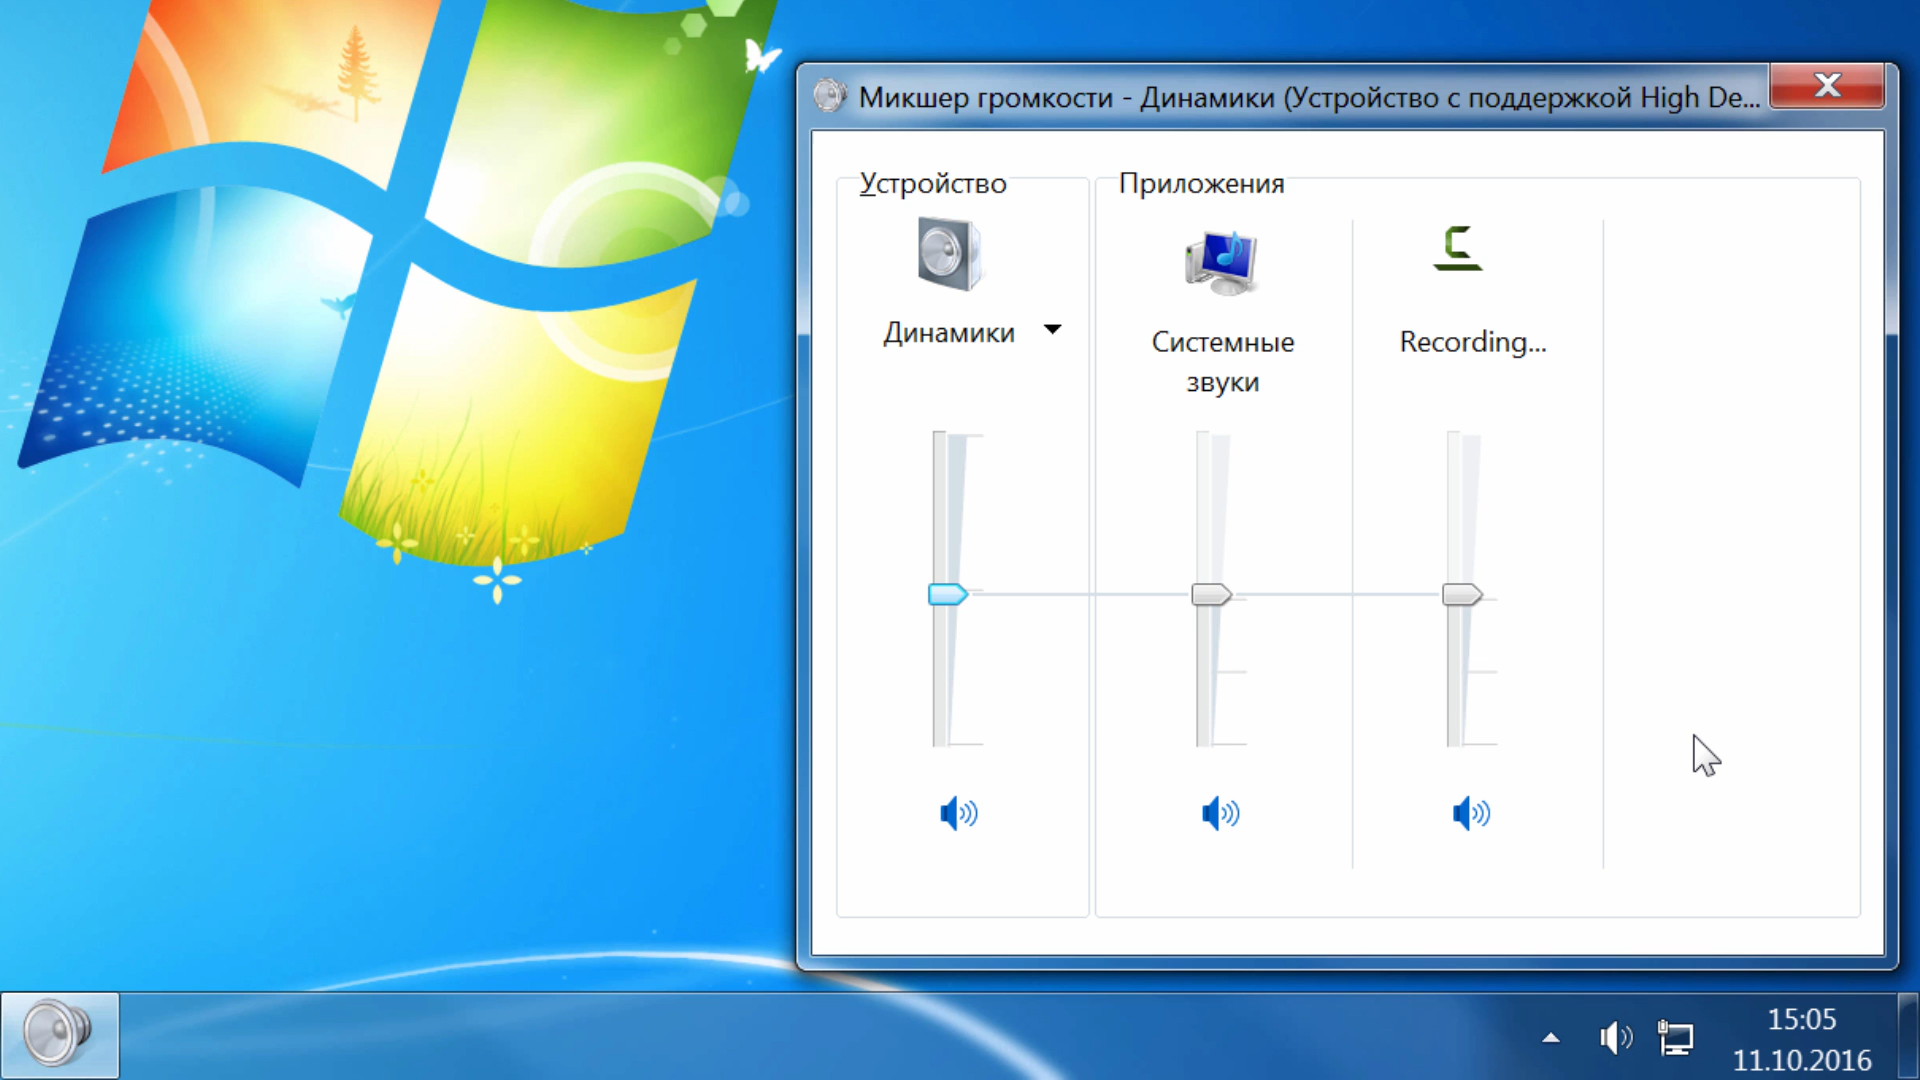 Микшер громкости - Динамики (Устройство с поддержкой High De...
Устройство
Приложения
Динамики
Системные
звуки
Recording...
15:05
11.10.2016